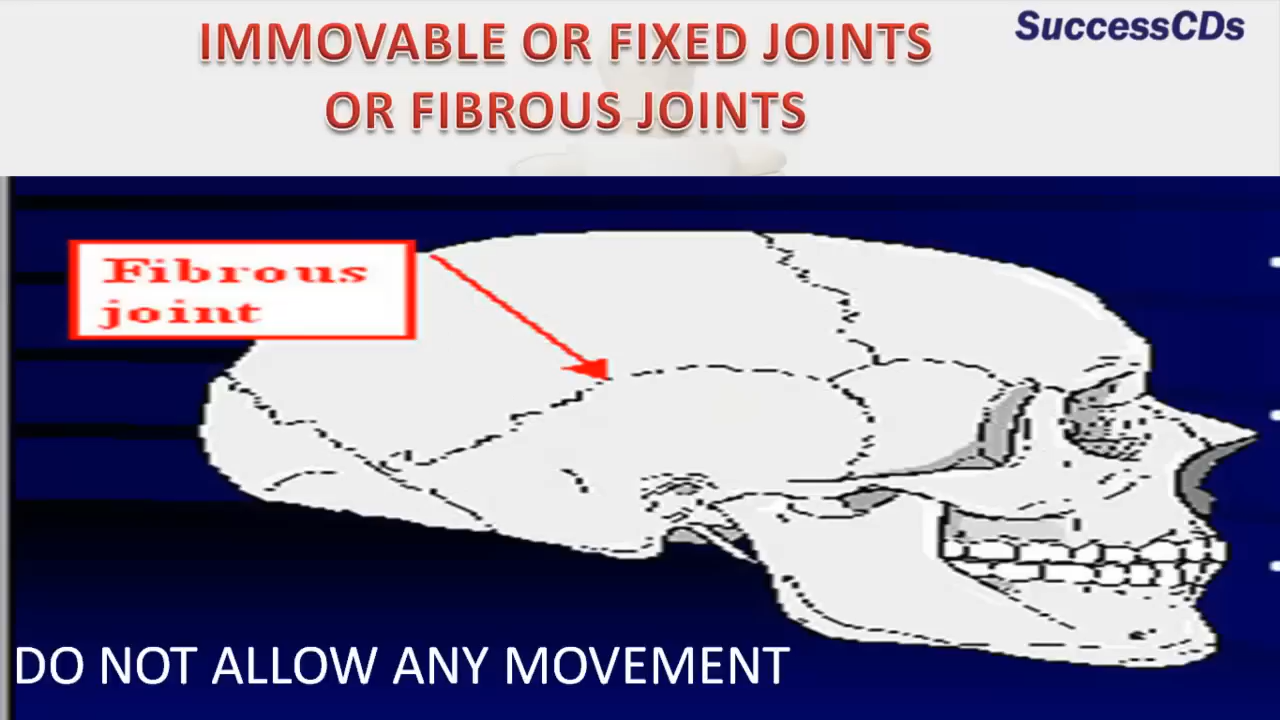 IMMOVABLE OR FIXED JOINTS
OR FIBROUS JOINTS
SuccessCDs
Fibrous
joint
DO NOT ALLOW ANY MOVEMENT